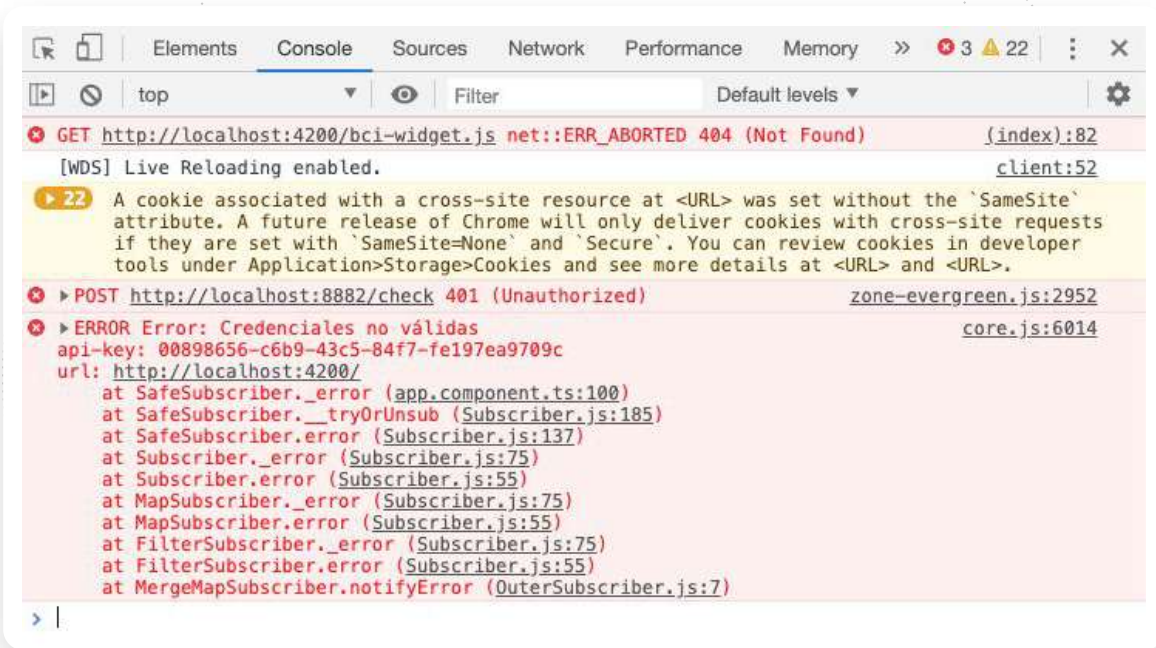 Elements Console Sources Network Performance Memory » 3 22
top Filter Default levels
GET http://localhost:4200/bci-widget.js net::ERR_ABORTED 404 (Not Found) (index):82
[WDS] Live Reloading enabled. client:52
22 A cookie associated with a cross-site resource at <URL> was set without the `SameSite`
attribute. A future release of Chrome will only deliver cookies with cross-site requests
if they are set with `SameSite=None` and `Secure`. You can review cookies in developer
tools under Application>Storage>Cookies and see more details at <URL> and <URL>.
POST http://localhost:8882/check 401 (Unauthorized) zone-evergreen.js:2952
ERROR Error: Credenciales no válidas core.js:6014
api-key: 00898656-c6b9-43c5-84f7-fe197ea9709c
url: http://localhost:4200/
at SafeSubscriber._error (app.component.ts:100)
at SafeSubscriber.__tryOrUnsub (Subscriber.js:185)
at SafeSubscriber.error (Subscriber.js:137)
at Subscriber._error (Subscriber.js:75)
at Subscriber.error (Subscriber.js:55)
at MapSubscriber._error (Subscriber.js:75)
at MapSubscriber.error (Subscriber.js:55)
at FilterSubscriber._error (Subscriber.js:75)
at FilterSubscriber.error (Subscriber.js:55)
at MergeMapSubscriber.notifyError (OuterSubscriber.js:7)